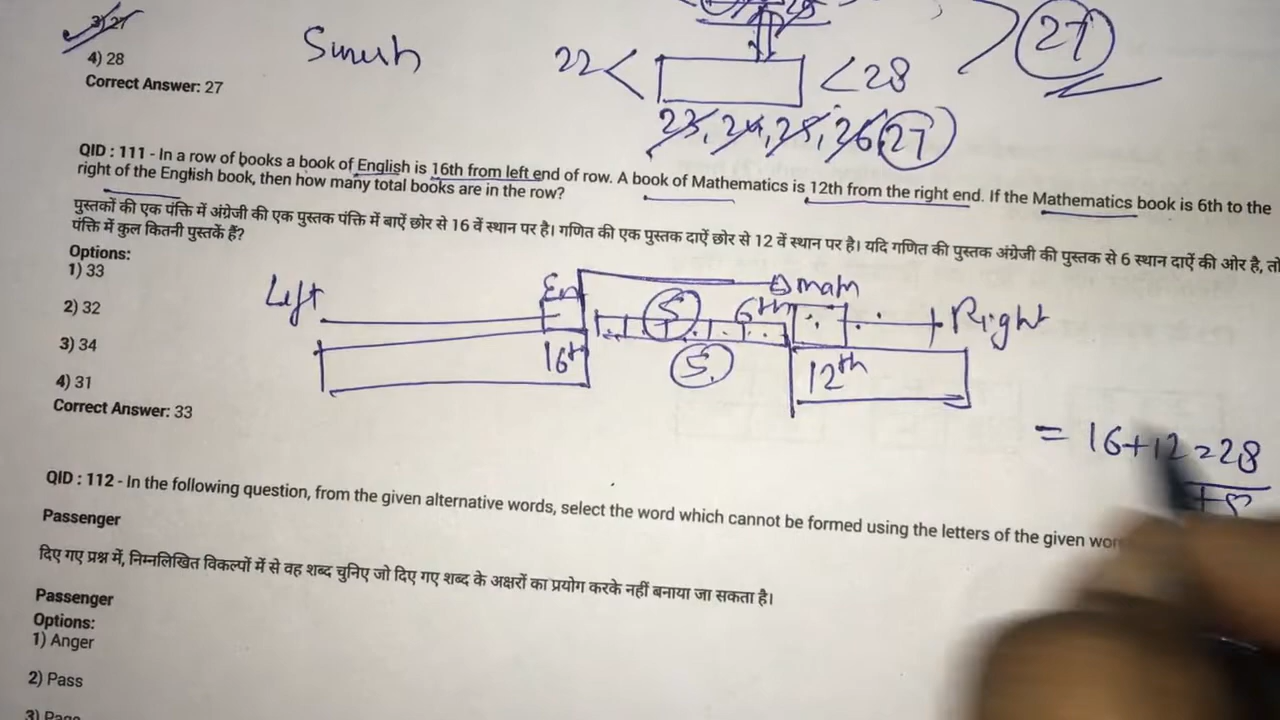 3) 27
4) 28
Correct Answer: 27
Suresh
22 <
< 28
23, 24, 25, 26, 27
27
QID : 111 - In a row of books a book of English is 16th from left end of row. A book of Mathematics is 12th from the right end. If the Mathematics book is 6th to the
right of the English book, then how many total books are in the row?
पुस्तकों की एक पंक्ति में अंग्रेजी की एक पुस्तक पंक्ति में बाऐं छोर से 16 वें स्थान पर है। गणित की एक पुस्तक दाऐं छोर से 12 वें स्थान पर है। यदि गणित की पुस्तक अंग्रेजी की पुस्तक से 6 स्थान दाऐं की ओर है, तो
पंक्ति में कुल कितनी पुस्तकें हैं?
Options:
1) 33
2) 32
3) 34
4) 31
Correct Answer: 33
Left
En
5
6th
math
Right
16th
5
12th
= 16+12=28
+5
QID : 112 - In the following question, from the given alternative words, select the word which cannot be formed using the letters of the given
Passenger
दिए गए प्रश्न में, निम्नलिखित विकल्पों में से वह शब्द चुनिए जो दिए गए शब्द के अक्षरों का प्रयोग करके नहीं बनाया जा सकता है।
Passenger
Options:
1) Anger
2) Pass
3) Page